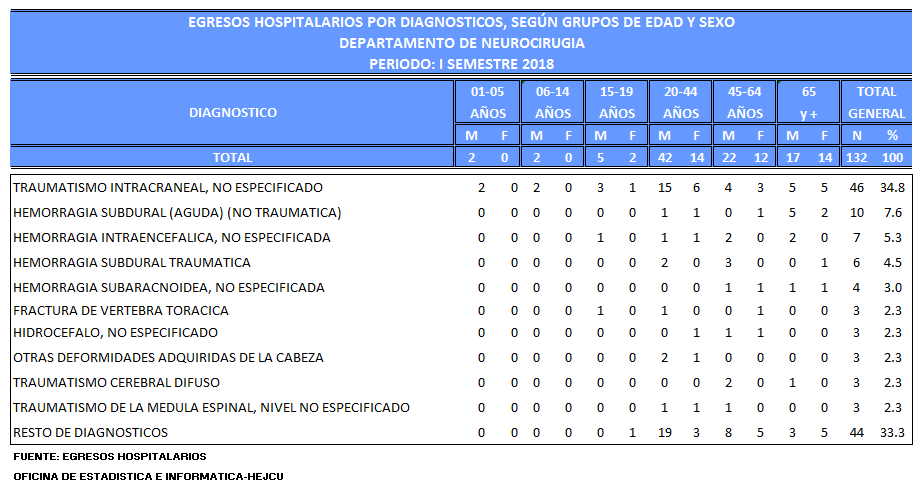 EGRESOS HOSPITALARIOS POR DIAGNOSTICOS, SEGÚN GRUPOS DE EDAD Y SEXO
DEPARTAMENTO DE NEUROCIRUGIA
PERIODO: I SEMESTRE 2018
DIAGNOSTICO 01-05 AÑOS 06-14 AÑOS 15-19 AÑOS 20-44 AÑOS 45-64 AÑOS 65 y + TOTAL GENERAL
M F M F M F M F M F M F N %
TOTAL 2 0 2 0 5 2 42 14 22 12 17 14 132 100
TRAUMATISMO INTRACRANEAL, NO ESPECIFICADO 2 0 2 0 3 1 15 6 4 3 5 5 46 34.8
HEMORRAGIA SUBDURAL (AGUDA) (NO TRAUMATICA) 0 0 0 0 0 0 1 1 0 1 5 2 10 7.6
HEMORRAGIA INTRAENCEFALICA, NO ESPECIFICADA 0 0 0 0 1 0 1 1 2 0 2 0 7 5.3
HEMORRAGIA SUBDURAL TRAUMATICA 0 0 0 0 0 0 2 0 3 0 0 1 6 4.5
HEMORRAGIA SUBARACNOIDEA, NO ESPECIFICADA 0 0 0 0 0 0 0 0 1 1 1 1 4 3.0
FRACTURA DE VERTEBRA TORACICA 0 0 0 0 1 0 1 0 0 1 0 0 3 2.3
HIDROCEFALO, NO ESPECIFICADO 0 0 0 0 0 0 0 1 1 1 0 0 3 2.3
OTRAS DEFORMIDADES ADQUIRIDAS DE LA CABEZA 0 0 0 0 0 0 2 1 0 0 0 0 3 2.3
TRAUMATISMO CEREBRAL DIFUSO 0 0 0 0 0 0 0 0 2 0 1 0 3 2.3
TRAUMATISMO DE LA MEDULA ESPINAL, NIVEL NO ESPECIFICADO 0 0 0 0 0 0 1 1 1 0 0 0 3 2.3
RESTO DE DIAGNOSTICOS 0 0 0 0 0 1 19 3 8 5 3 5 44 33.3
FUENTE: EGRESOS HOSPITALARIOS
OFICINA DE ESTADISTICA E INFORMATICA-HEJCU